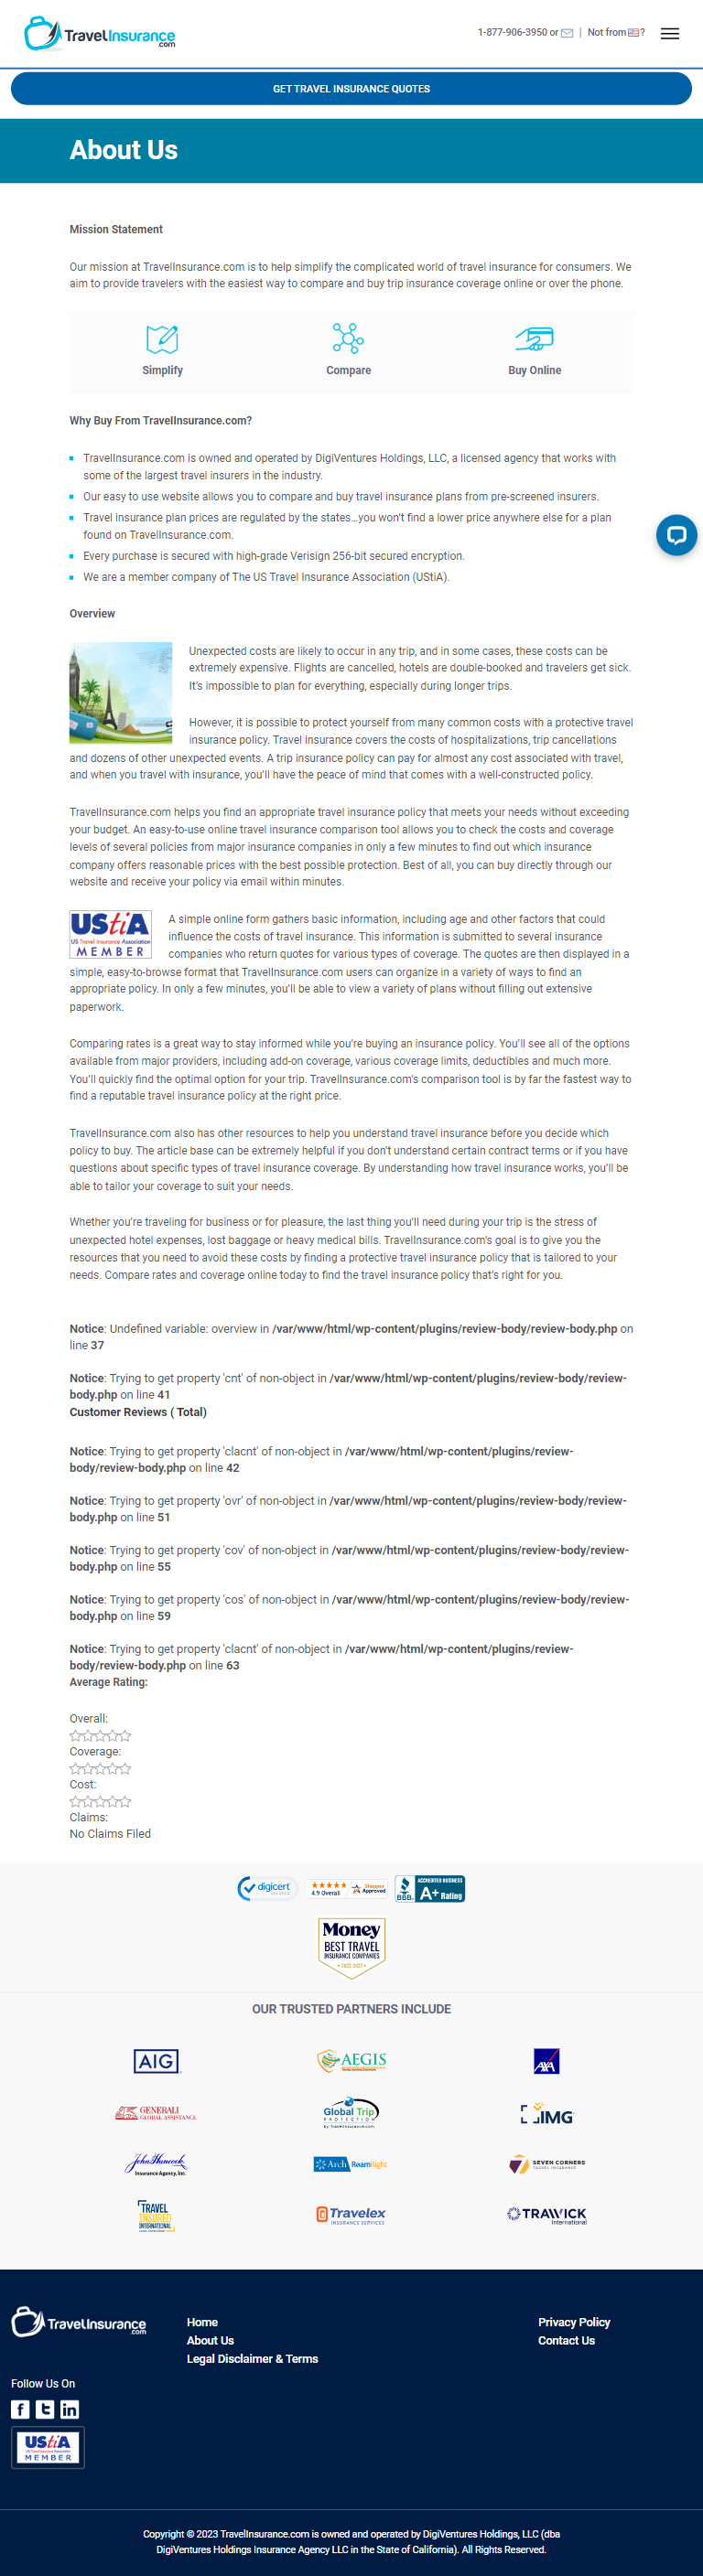 TravelInsurance
.com
1-877-906-3950 or | Not from ?
GET TRAVEL INSURANCE QUOTES
About Us
Mission Statement
Our mission at TravelInsurance.com is to help simplify the complicated world of travel insurance for consumers. We
aim to provide travelers with the easiest way to compare and buy trip insurance coverage online or over the phone.
Simplify
Compare
Buy Online
Why Buy From TravelInsurance.com?
TravelInsurance.com is owned and operated by DigiVentures Holdings, LLC, a licensed agency that works with
some of the largest travel insurers in the industry.
Our easy to use website allows you to compare and buy travel insurance plans from pre-screened insurers.
Travel insurance plan prices are regulated by the states…you won't find a lower price anywhere else for a plan
found on TravelInsurance.com.
Every purchase is secured with high-grade Verisign 256-bit secured encryption.
We are a member company of The US Travel Insurance Association (UStiA).
Overview
Unexpected costs are likely to occur in any trip, and in some cases, these costs can be
extremely expensive. Flights are cancelled, hotels are double-booked and travelers get sick.
It's impossible to plan for everything, especially during longer trips.
However, it is possible to protect yourself from many common costs with a protective travel
insurance policy. Travel insurance covers the costs of hospitalizations, trip cancellations
and dozens of other unexpected events. A trip insurance policy can pay for almost any cost associated with travel,
and when you travel with insurance, you'll have the peace of mind that comes with a well-constructed policy.
TravelInsurance.com helps you find an appropriate travel insurance policy that meets your needs without exceeding
your budget. An easy-to-use online travel insurance comparison tool allows you to check the costs and coverage
levels of several policies from major insurance companies in only a few minutes to find out which insurance
company offers reasonable prices with the best possible protection. Best of all, you can buy directly through our
website and receive your policy via email within minutes.
UStiA
US Travel Insurance Association
MEMBER
A simple online form gathers basic information, including age and other factors that could
influence the costs of travel insurance. This information is submitted to several insurance
companies who return quotes for various types of coverage. The quotes are then displayed in a
simple, easy-to-browse format that TravelInsurance.com users can organize in a variety of ways to find an
appropriate policy. In only a few minutes, you'll be able to view a variety of plans without filling out extensive
paperwork.
Comparing rates is a great way to stay informed while you're buying an insurance policy. You'll see all of the options
available from major providers, including add-on coverage, various coverage limits, deductibles and much more.
You'll quickly find the optimal option for your trip. TravelInsurance.com's comparison tool is by far the fastest way to
find a reputable travel insurance policy at the right price.
TravelInsurance.com also has other resources to help you understand travel insurance before you decide which
policy to buy. The article base can be extremely helpful if you don't understand certain contract terms or if you have
questions about specific types of travel insurance coverage. By understanding how travel insurance works, you'll be
able to tailor your coverage to suit your needs.
Whether you're traveling for business or for pleasure, the last thing you'll need during your trip is the stress of
unexpected hotel expenses, lost baggage or heavy medical bills. TravelInsurance.com's goal is to give you the
resources that you need to avoid these costs by finding a protective travel insurance policy that is tailored to your
needs. Compare rates and coverage online today to find the travel insurance policy that's right for you.
Notice: Undefined variable: overview in /var/www/html/wp-content/plugins/review-body/review-body.php on
line 37
Notice: Trying to get property 'cnt' of non-object in /var/www/html/wp-content/plugins/review-body/review-
body.php on line 41
Customer Reviews ( Total)
Notice: Trying to get property 'clacnt' of non-object in /var/www/html/wp-content/plugins/review-
body/review-body.php on line 42
Notice: Trying to get property 'ovr' of non-object in /var/www/html/wp-content/plugins/review-body/review-
body.php on line 51
Notice: Trying to get property 'cov' of non-object in /var/www/html/wp-content/plugins/review-body/review-
body.php on line 55
Notice: Trying to get property 'cos' of non-object in /var/www/html/wp-content/plugins/review-body/review-
body.php on line 59
Notice: Trying to get property 'clacnt' of non-object in /var/www/html/wp-content/plugins/review-
body/review-body.php on line 63
Average Rating:
Overall:
Coverage:
Cost:
Claims:
No Claims Filed
digicert
4.9 Overall
Shopper Approved
BBB
ACCREDITED BUSINESS
A+ Rating
Money
BEST TRAVEL
INSURANCE COMPANIES
OUR TRUSTED PARTNERS INCLUDE
AIG
AEGIS
AXA
GENERALI
GLOBAL ASSISTANCE
Global Trip
PROTECTION
by TravelInsurance.com
IMG
John Hancock
Insurance Agency, Inc.
Arch RoamRight
SEVEN CORNERS
TRAVEL INSURANCE
TRAVEL
INSURED
INTERNATIONAL
Travelex
INSURANCE SERVICES
TRAWICK
International
TravelInsurance
.com
Home
About Us
Legal Disclaimer & Terms
Privacy Policy
Contact Us
Follow Us On
UStiA
MEMBER
Copyright © 2023 TravelInsurance.com is owned and operated by DigiVentures Holdings, LLC (dba
DigiVentures Holdings Insurance Agency LLC in the State of California). All Rights Reserved.